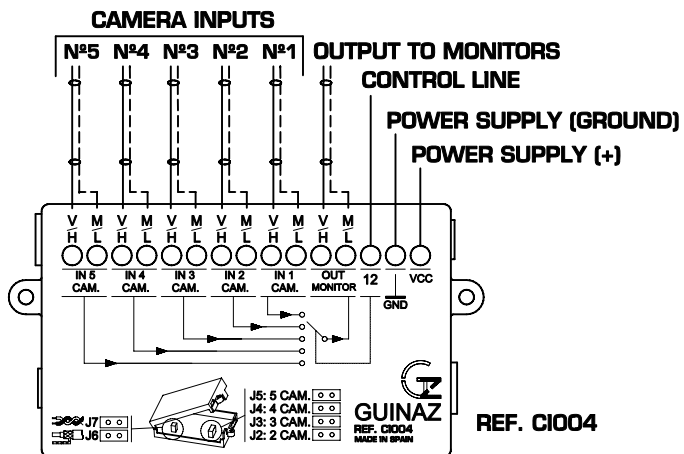 CAMERA INPUTS
Nº5 Nº4 Nº3 Nº2 Nº1 OUTPUT TO MONITORS
CONTROL LINE
POWER SUPPLY (GROUND)
POWER SUPPLY (+)
V/H M/L V/H M/L V/H M/L V/H M/L V/H M/L V/H M/L
IN 5 CAM.
IN 4 CAM.
IN 3 CAM.
IN 2 CAM.
IN 1 CAM.
OUT MONITOR
12
GND
VCC
J7
J6
J5: 5 CAM.
J4: 4 CAM.
J3: 3 CAM.
J2: 2 CAM.
GUINAZ
REF. CI004
MADE IN SPAIN
REF. CI004